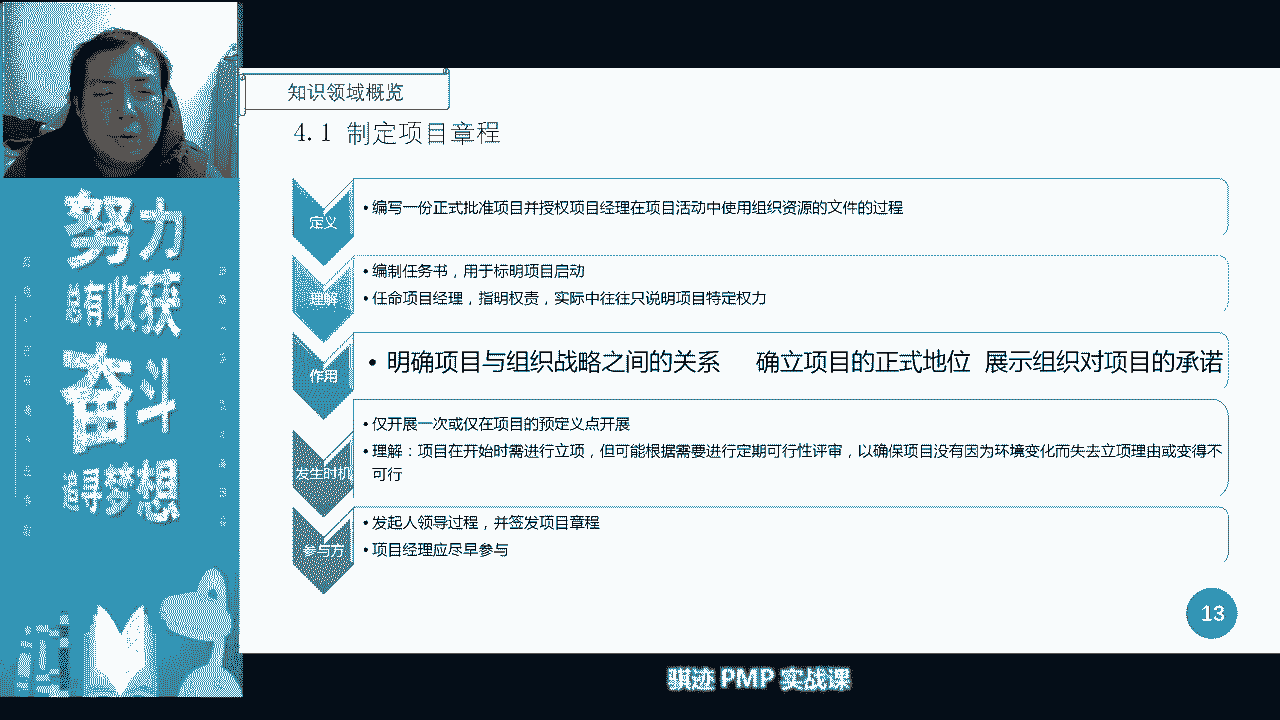 知识领域概览
4.1 制定项目章程
定义
• 编写一份正式批准项目并授权项目经理在项目活动中使用组织资源的文件的过程
理解
• 编制任务书，用于标明项目启动
• 任命项目经理，指明权责，实际中往往只说明项目特定权力
作用
• 明确项目与组织战略之间的关系 确立项目的正式地位 展示组织对项目的承诺
发生时机
• 仅开展一次或仅在项目的预定义点开展
• 理解：项目在开始时需进行立项，但可能根据需要进行定期可行性评审，以确保项目没有因为环境变化而失去立项理由或变得不
可行
参与方
• 发起人领导过程，并签发项目章程
• 项目经理应尽早参与
13
努力
总有收获
奋斗
追寻梦想
骐迹 PMP 实战课